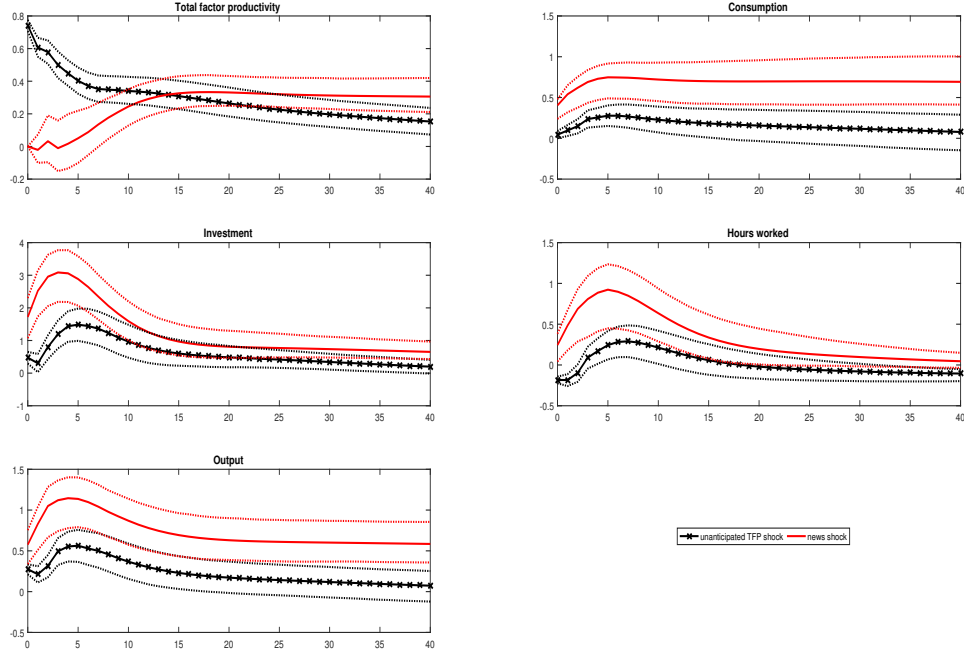 Total factor productivity
0.8
0.6
0.4
0.2
0
-0.2
0 5 10 15 20 25 30 35 40
Consumption
1.5
1
0.5
0
-0.5
0 5 10 15 20 25 30 35 40
Investment
4
3
2
1
0
-1
0 5 10 15 20 25 30 35 40
Hours worked
1.5
1
0.5
0
-0.5
0 5 10 15 20 25 30 35 40
Output
1.5
1
0.5
0
-0.5
0 5 10 15 20 25 30 35 40
unanticipated TFP shock news shock